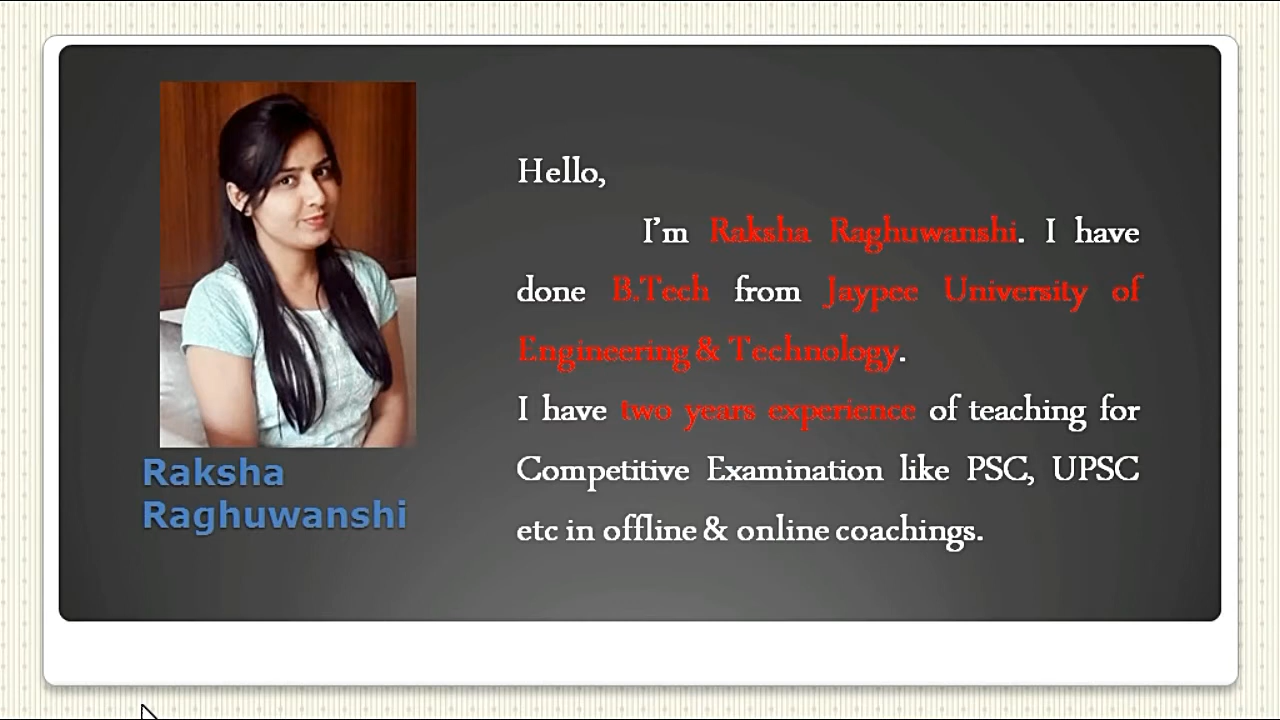 Hello,
I'm Raksha Raghuwanshi. I have
done B.Tech from Jaypee University of
Engineering & Technology.
I have two years experience of teaching for
Competitive Examination like PSC, UPSC
etc in offline & online coachings.
Raksha
Raghuwanshi